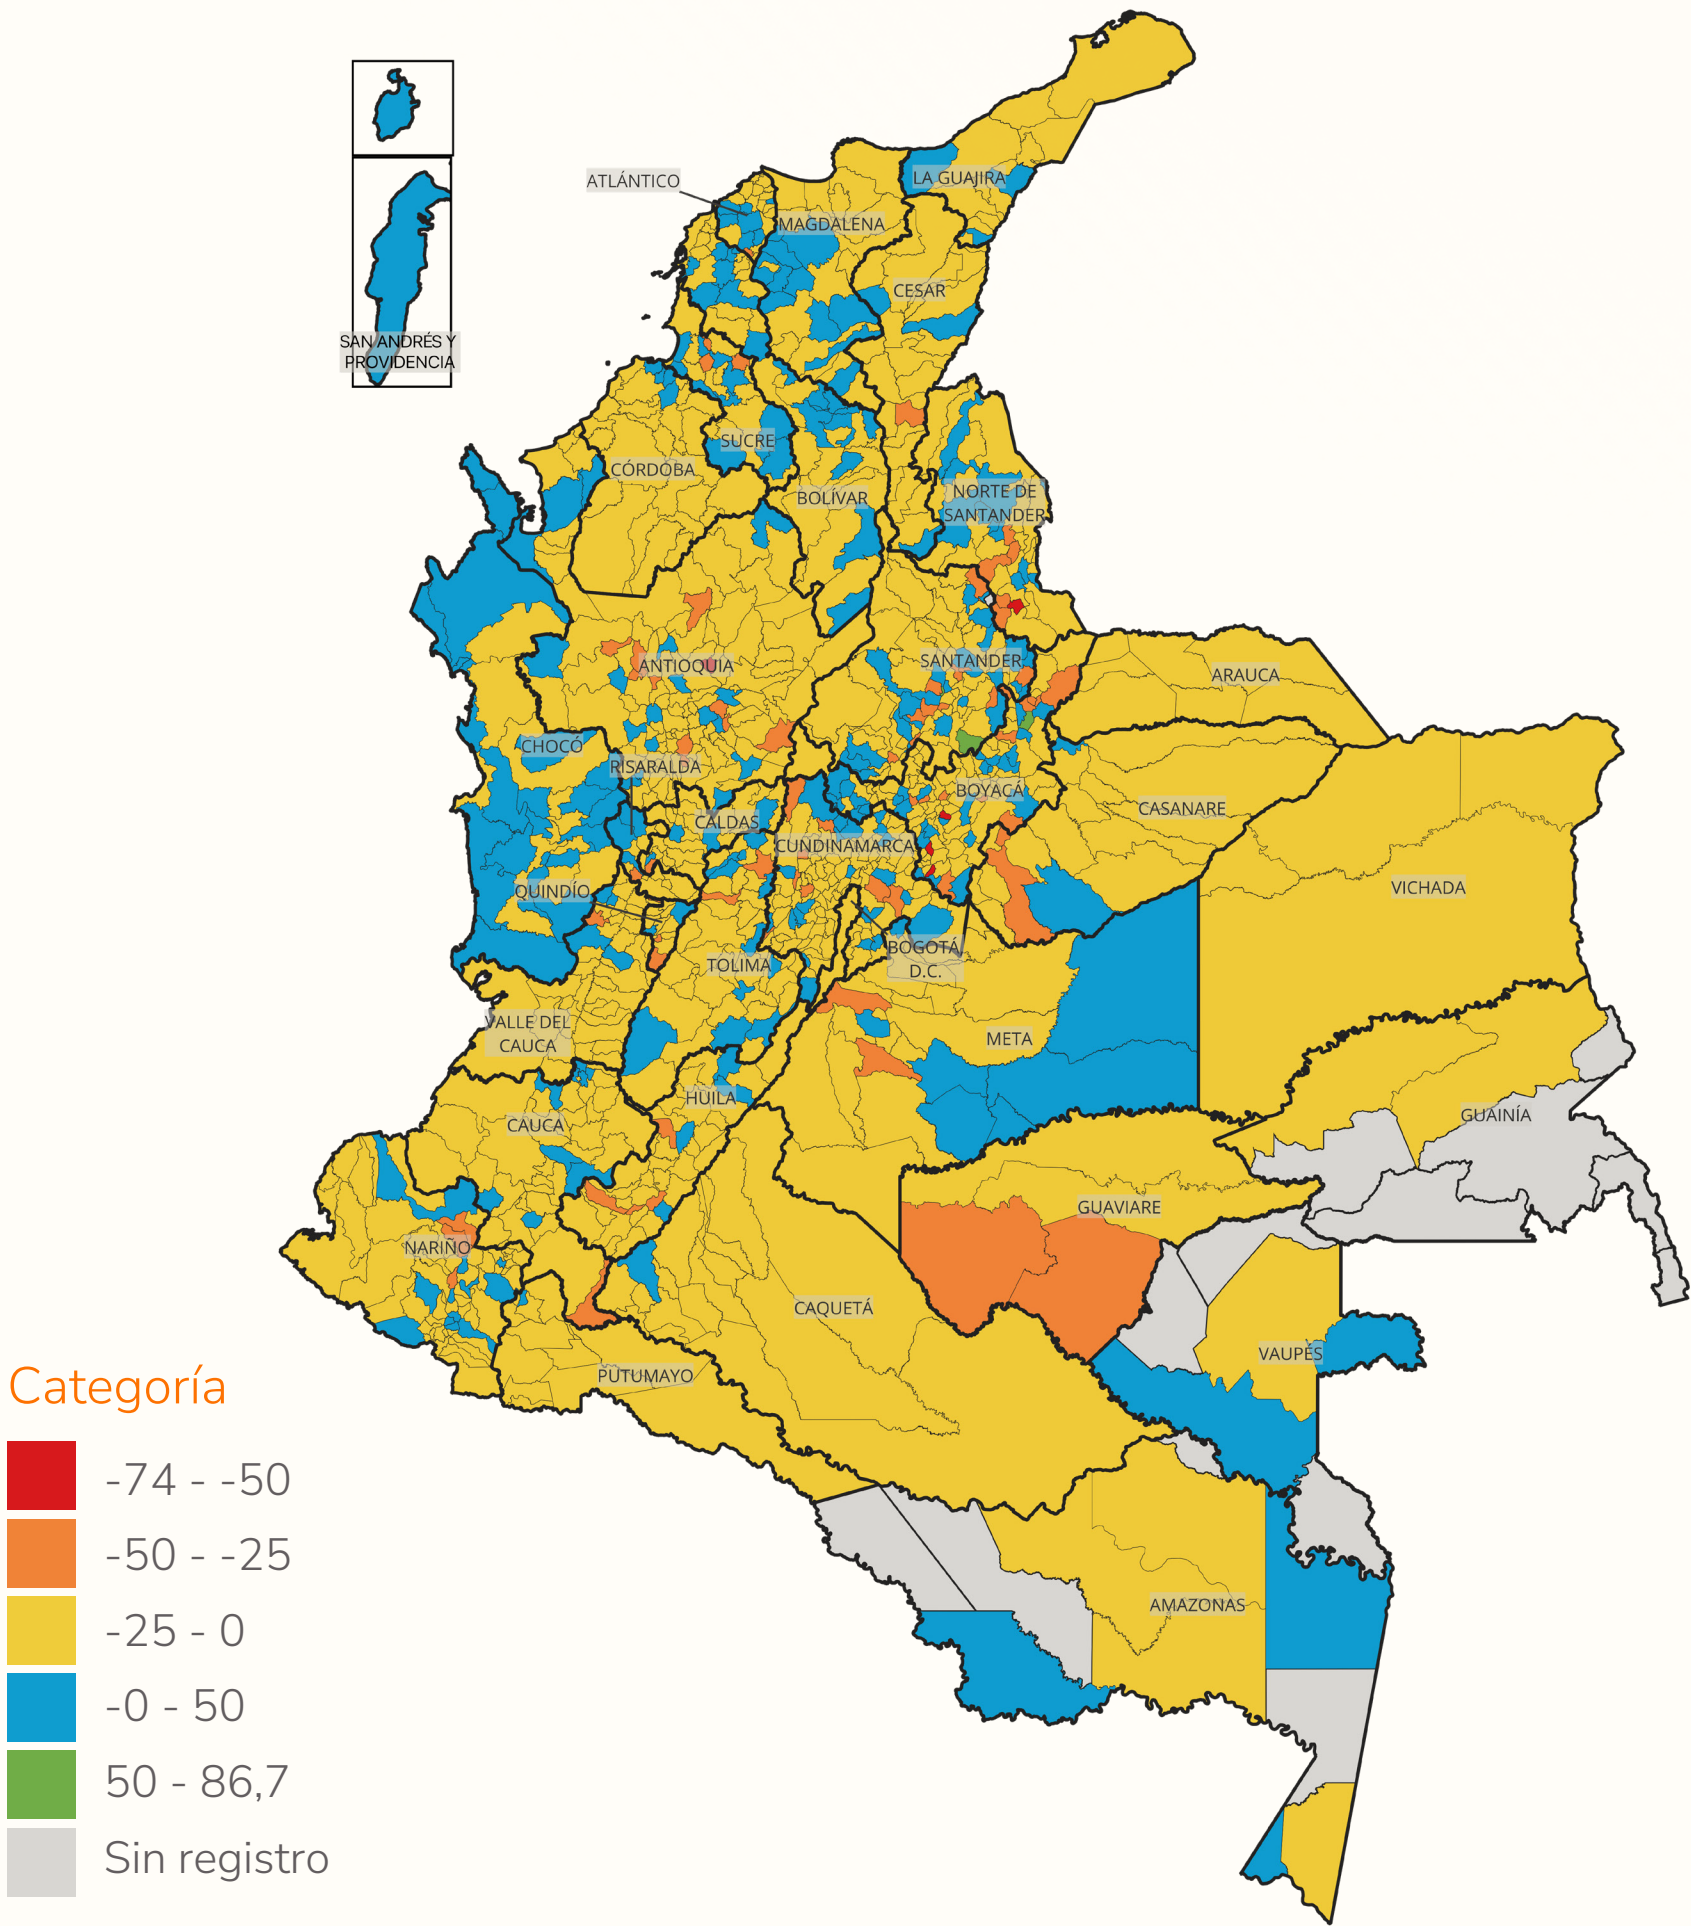 ATLÁNTICO
LA GUAJIRA
MAGDALENA
CESAR
SAN ANDRÉS Y
PROVIDENCIA
SUCRE
CÓRDOBA
BOLÍVAR
NORTE DE
SANTANDER
ANTIOQUIA
SANTANDER
ARAUCA
CHOCÓ
RISARALDA
BOYACÁ
CASANARE
CALDAS
CUNDINAMARCA
VICHADA
QUINDÍO
BOGOTÁ,
D.C.
TOLIMA
VALLE DEL
CAUCA
META
HUILA
GUAINÍA
CAUCA
GUAVIARE
NARIÑO
CAQUETÁ
VAUPÉS
PUTUMAYO
AMAZONAS
Categoría
-74 - -50
-50 - -25
-25 - 0
-0 - 50
50 - 86,7
Sin registro